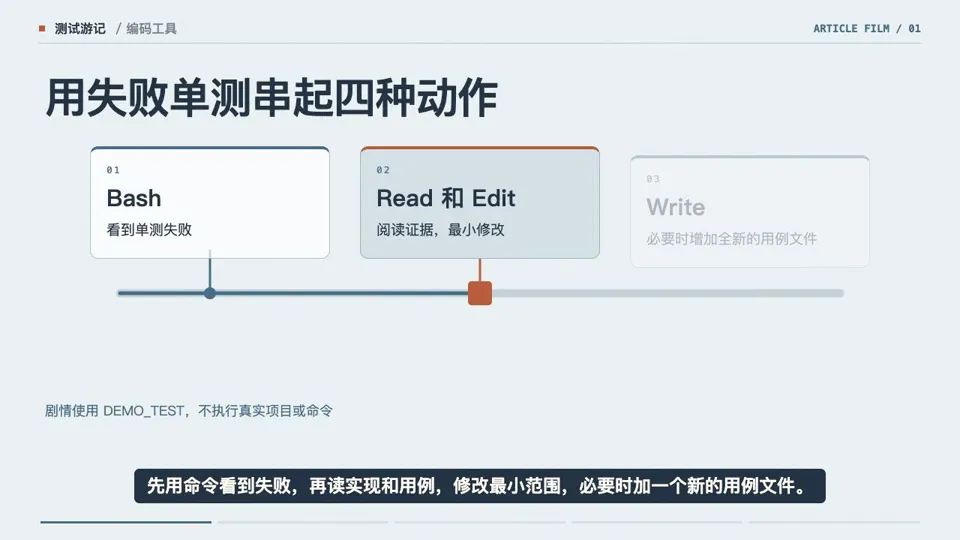 测试游记 / 编码工具
ARTICLE FILM / 01
用失败单测串起四种动作
01
Bash
看到单测失败
02
Read 和 Edit
阅读证据，最小修改
03
Write
必要时增加全新的用例文件
剧情使用 DEMO_TEST，不执行真实项目或命令
先用命令看到失败，再读实现和用例，修改最小范围，必要时加一个新的用例文件。